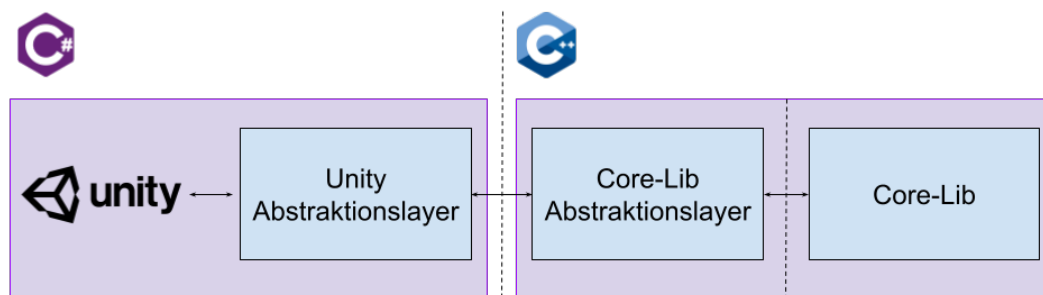 C#
C++
unity
Unity
Abstraktionslayer
Core-Lib
Abstraktionslayer
Core-Lib